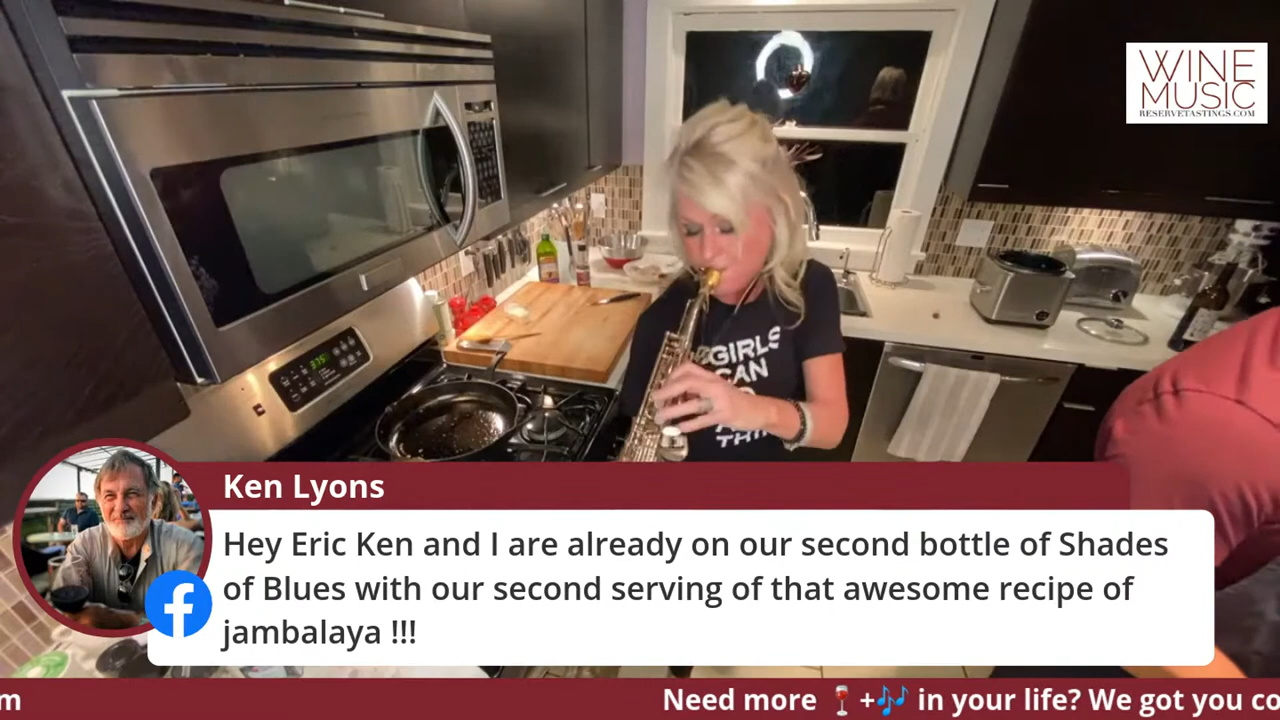 WINE
MUSIC
RESERVETASTINGS.COM
375
GIRLS
CAN
Ken Lyons
Hey Eric Ken and I are already on our second bottle of Shades
of Blues with our second serving of that awesome recipe of
jambalaya !!!
m
Need more 🍷+🎶 in your life? We got you co